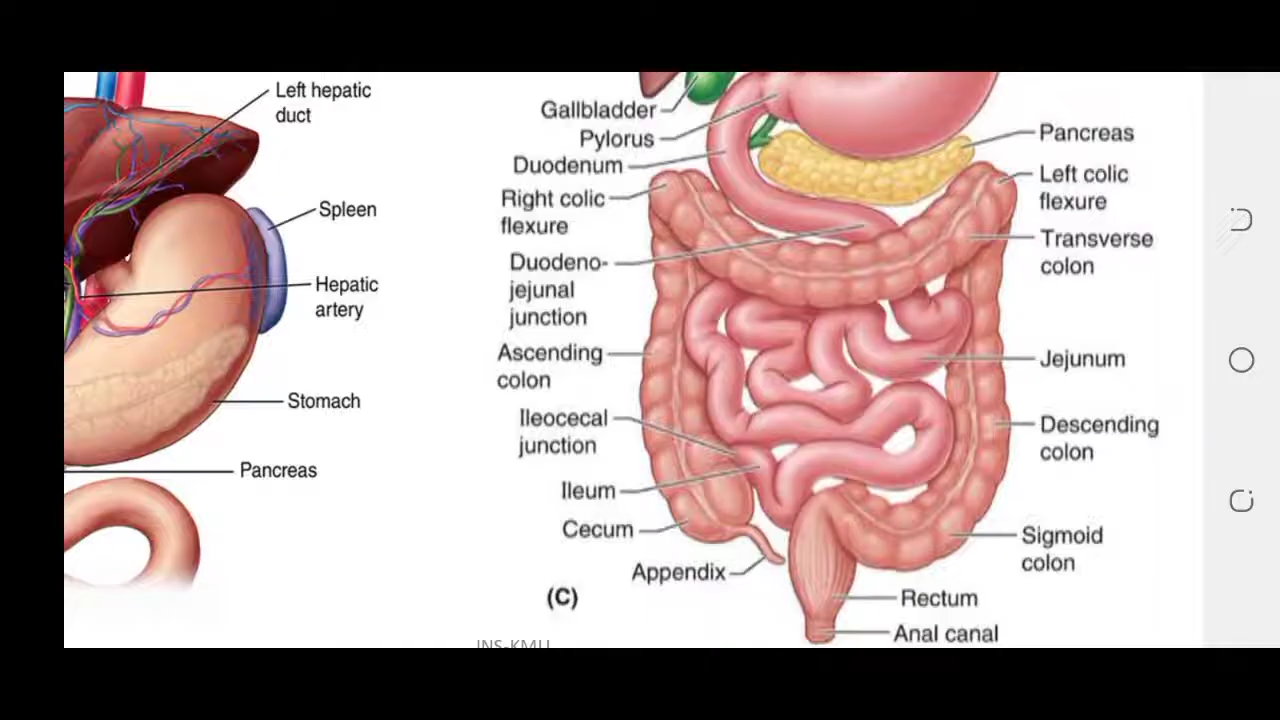 Left hepatic
duct
Spleen
Hepatic
artery
Stomach
Pancreas
Gallbladder
Pylorus
Duodenum
Right colic
flexure
Duodeno-
jejunal
junction
Ascending
colon
Ileocecal
junction
Ileum
Cecum
Appendix
(C)
Pancreas
Left colic
flexure
Transverse
colon
Jejunum
Descending
colon
Sigmoid
colon
Rectum
Anal canal
INS-KMU